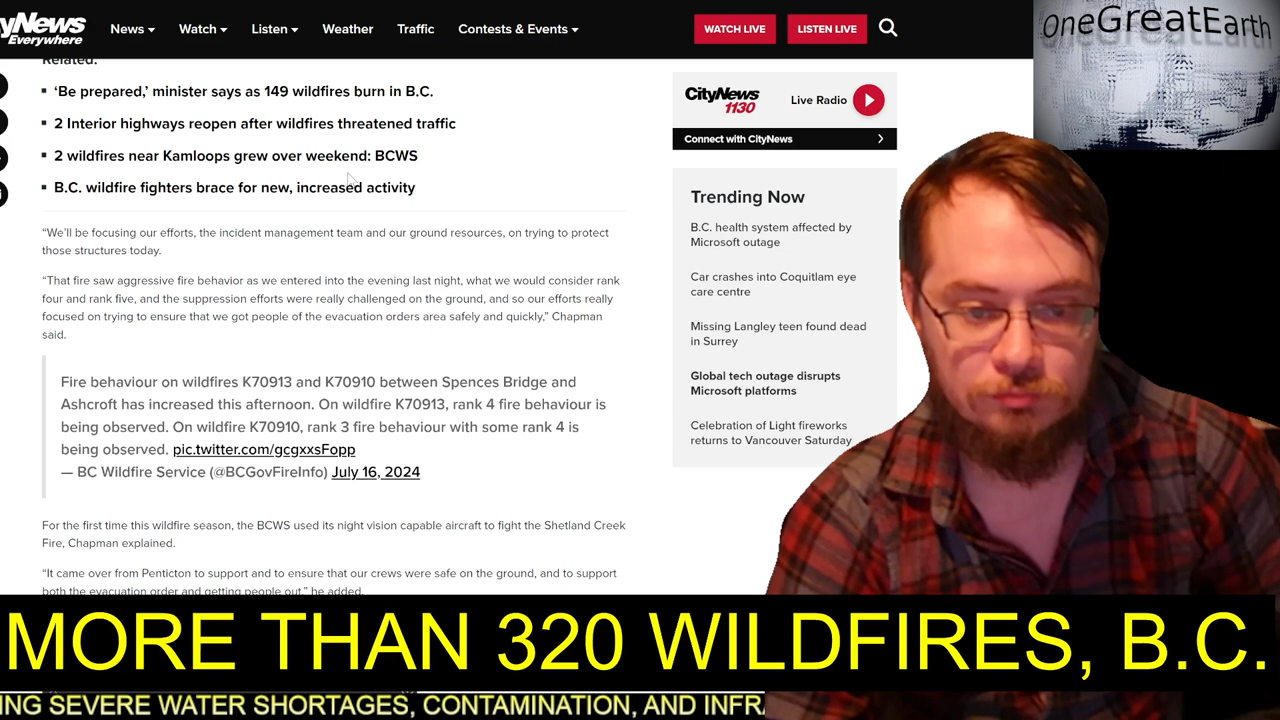 yNews
Everywhere
News
Watch
Listen
Weather
Traffic
Contests & Events
WATCH LIVE
LISTEN LIVE
OneGreatEarth
Related:
‘Be prepared,’ minister says as 149 wildfires burn in B.C.
2 Interior highways reopen after wildfires threatened traffic
2 wildfires near Kamloops grew over weekend: BCWS
B.C. wildfire fighters brace for new, increased activity
“We’ll be focusing our efforts, the incident management team and our ground resources, on trying to protect
those structures today.
“That fire saw aggressive fire behavior as we entered into the evening last night, what we would consider rank
four and rank five, and the suppression efforts were really challenged on the ground, and so our efforts really
focused on trying to ensure that we got people of the evacuation orders area safely and quickly,” Chapman
said.
Fire behaviour on wildfires K70913 and K70910 between Spences Bridge and
Ashcroft has increased this afternoon. On wildfire K70913, rank 4 fire behaviour is
being observed. On wildfire K70910, rank 3 fire behaviour with some rank 4 is
being observed. pic.twitter.com/gcgxxsFopp
— BC Wildfire Service (@BCGovFireInfo) July 16, 2024
For the first time this wildfire season, the BCWS used its night vision capable aircraft to fight the Shetland Creek
Fire, Chapman explained.
“It came over from Penticton to support and to ensure that our crews were safe on the ground, and to support
both the evacuation order and getting people out,” he added.
CityNews
1130
Live Radio
Connect with CityNews
Trending Now
B.C. health system affected by
Microsoft outage
Car crashes into Coquitlam eye
care centre
Missing Langley teen found dead
in Surrey
Global tech outage disrupts
Microsoft platforms
Celebration of Light fireworks
returns to Vancouver Saturday
MORE THAN 320 WILDFIRES, B.C.
ING SEVERE WATER SHORTAGES, CONTAMINATION, AND INFRA